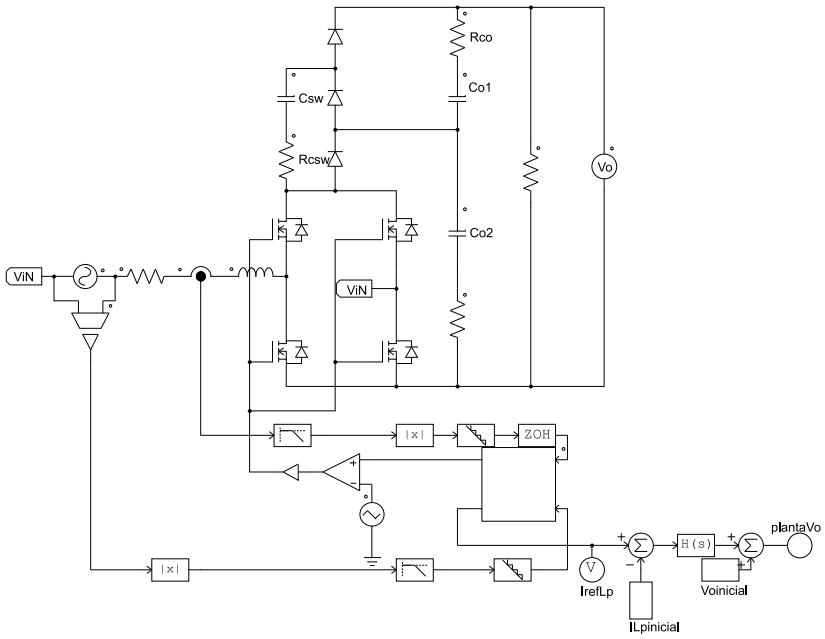 Rco
Csw
Co1
Rcsw
Vo
Co2
ViN
ViN
|x|
ZOH
+
−
V
IrefLp
+
Σ
−
H(s)
+
Σ
+
plantaVo
|x|
ILpinicial
Voinicial